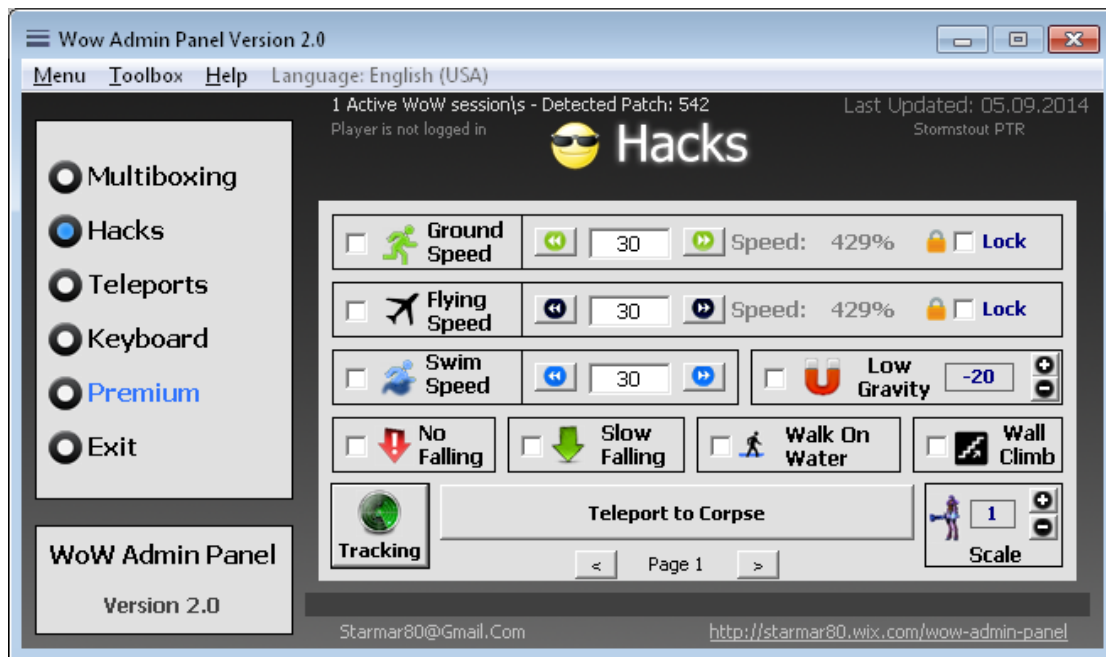 Wow Admin Panel Version 2.0
Menu Toolbox Help Language: English (USA)
1 Active WoW session\s - Detected Patch: 542
Last Updated: 05.09.2014
Player is not logged in
Stormstout PTR
Hacks
Multiboxing
Hacks
Teleports
Keyboard
Premium
Exit
WoW Admin Panel
Version 2.0
Ground
Speed
30
Speed: 429%
Lock
Flying
Speed
30
Speed: 429%
Lock
Swim
Speed
30
Low
Gravity
-20
No
Falling
Slow
Falling
Walk On
Water
Wall
Climb
Tracking
Teleport to Corpse
< Page 1 >
1
Scale
Starmar80@Gmail.Com
http://starmar80.wix.com/wow-admin-panel